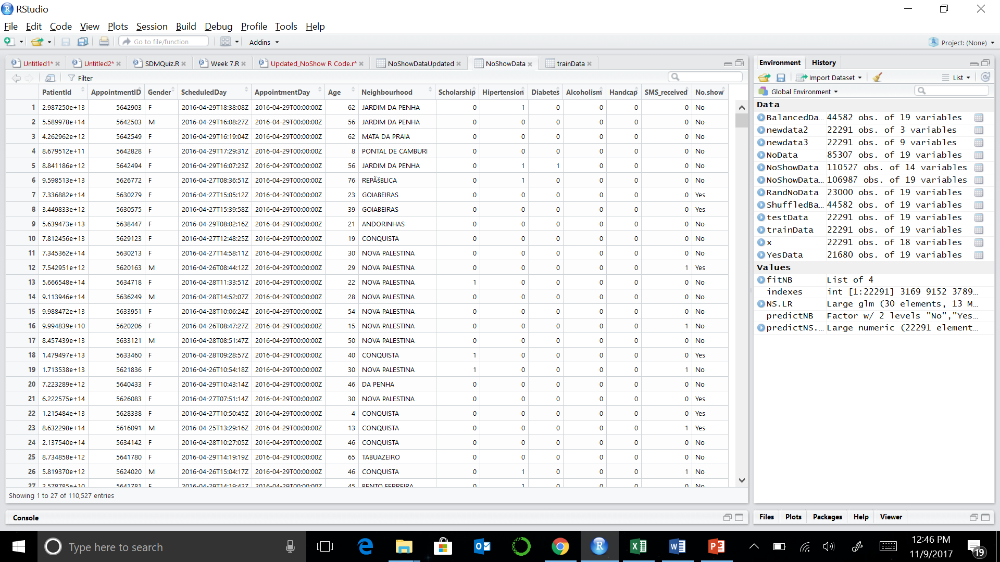 RStudio
File Edit Code View Plots Session Build Debug Profile Tools Help
Go to file/function Addins Project: (None)
Untitled1* Untitled2* SDMQuiz.R Week 7.R Updated_NoShow R Code.r* NoShowDataUpdated NoShowData trainData
Filter
PatientId AppointmentID Gender ScheduledDay AppointmentDay Age Neighbourhood Scholarship Hipertension Diabetes Alcoholism Handcap SMS_received No.show
1 2.987250e+13 5642903 F 2016-04-29T18:38:08Z 2016-04-29T00:00:00Z 62 JARDIM DA PENHA 0 1 0 0 0 0 No
2 5.589978e+14 5642503 M 2016-04-29T16:08:27Z 2016-04-29T00:00:00Z 56 JARDIM DA PENHA 0 0 0 0 0 0 No
3 4.262962e+12 5642549 F 2016-04-29T16:19:04Z 2016-04-29T00:00:00Z 62 MATA DA PRAIA 0 0 0 0 0 0 No
4 8.679512e+11 5642828 F 2016-04-29T17:29:31Z 2016-04-29T00:00:00Z 8 PONTAL DE CAMBURI 0 0 0 0 0 0 No
5 8.841186e+12 5642494 F 2016-04-29T16:07:23Z 2016-04-29T00:00:00Z 56 JARDIM DA PENHA 0 1 1 0 0 0 No
6 9.598513e+13 5626772 F 2016-04-27T08:36:51Z 2016-04-29T00:00:00Z 76 REPÃšBLICA 0 1 0 0 0 0 No
7 7.336882e+14 5630279 F 2016-04-27T15:05:12Z 2016-04-29T00:00:00Z 23 GOIABEIRAS 0 0 0 0 0 0 Yes
8 3.449833e+12 5630575 F 2016-04-27T15:39:58Z 2016-04-29T00:00:00Z 39 GOIABEIRAS 0 0 0 0 0 0 Yes
9 5.639473e+13 5638447 F 2016-04-29T08:02:16Z 2016-04-29T00:00:00Z 21 ANDORINHAS 0 0 0 0 0 0 No
10 7.812456e+13 5629123 F 2016-04-27T12:48:25Z 2016-04-29T00:00:00Z 19 CONQUISTA 0 0 0 0 0 0 No
11 7.345362e+14 5630213 F 2016-04-27T14:58:11Z 2016-04-29T00:00:00Z 30 NOVA PALESTINA 0 0 0 0 0 0 No
12 7.542951e+12 5620163 M 2016-04-26T08:44:12Z 2016-04-29T00:00:00Z 29 NOVA PALESTINA 0 0 0 0 0 1 Yes
13 5.666548e+14 5634718 F 2016-04-28T11:33:51Z 2016-04-29T00:00:00Z 22 NOVA PALESTINA 1 0 0 0 0 0 No
14 9.113946e+14 5636249 M 2016-04-28T14:52:07Z 2016-04-29T00:00:00Z 28 NOVA PALESTINA 0 0 0 0 0 0 No
15 9.988472e+13 5633951 F 2016-04-28T10:06:24Z 2016-04-29T00:00:00Z 54 NOVA PALESTINA 0 0 0 0 0 0 No
16 9.994839e+10 5620206 F 2016-04-26T08:47:27Z 2016-04-29T00:00:00Z 15 NOVA PALESTINA 0 0 0 0 0 1 No
17 8.457439e+13 5633121 M 2016-04-28T08:51:47Z 2016-04-29T00:00:00Z 50 NOVA PALESTINA 0 0 0 0 0 0 No
18 1.479497e+13 5633460 F 2016-04-28T09:28:57Z 2016-04-29T00:00:00Z 40 CONQUISTA 1 0 0 0 0 0 Yes
19 1.713538e+13 5621836 F 2016-04-26T10:54:18Z 2016-04-29T00:00:00Z 30 NOVA PALESTINA 1 0 0 0 0 1 No
20 7.223289e+12 5640433 F 2016-04-29T10:43:14Z 2016-04-29T00:00:00Z 46 DA PENHA 0 0 0 0 0 0 No
21 6.222575e+14 5626083 F 2016-04-27T07:51:14Z 2016-04-29T00:00:00Z 30 NOVA PALESTINA 0 0 0 0 0 0 Yes
22 1.215484e+13 5628338 F 2016-04-27T10:50:45Z 2016-04-29T00:00:00Z 4 CONQUISTA 0 0 0 0 0 0 Yes
23 8.632298e+14 5616091 M 2016-04-25T13:29:16Z 2016-04-29T00:00:00Z 13 CONQUISTA 0 0 0 0 0 1 Yes
24 2.137540e+14 5634142 F 2016-04-28T10:27:05Z 2016-04-29T00:00:00Z 46 CONQUISTA 0 0 0 0 0 0 No
25 8.734858e+12 5641780 F 2016-04-29T14:19:19Z 2016-04-29T00:00:00Z 65 TABUAZEIRO 0 0 0 0 0 0 No
26 5.819370e+12 5624020 M 2016-04-26T15:04:17Z 2016-04-29T00:00:00Z 46 CONQUISTA 0 1 0 0 0 1 No
27 2.578785e+10 5641781 F 2016-04-29T14:19:42Z 2016-04-29T00:00:00Z 45 BENTO FERREIRA 0 1 0 0 0 0 No
Showing 1 to 27 of 110,527 entries
Console
Environment History
Import Dataset List
Global Environment
Data
BalancedDa... 44582 obs. of 19 variables
newdata2 22291 obs. of 3 variables
newdata3 22291 obs. of 9 variables
NoData 85307 obs. of 19 variables
NoShowData 110527 obs. of 14 variables
NoShowData... 106987 obs. of 19 variables
RandNoData 23000 obs. of 19 variables
ShuffledBa... 44582 obs. of 19 variables
testData 22291 obs. of 19 variables
trainData 22291 obs. of 19 variables
x 22291 obs. of 18 variables
YesData 21680 obs. of 19 variables
Values
fitNB List of 4
indexes int [1:22291] 3169 9152 3789...
NS.LR Large glm (30 elements, 13 M...
predictNB Factor w/ 2 levels "No","Yes...
predictNS.... Large numeric (22291 element...
Files Plots Packages Help Viewer
Type here to search
12:46 PM
11/9/2017
19